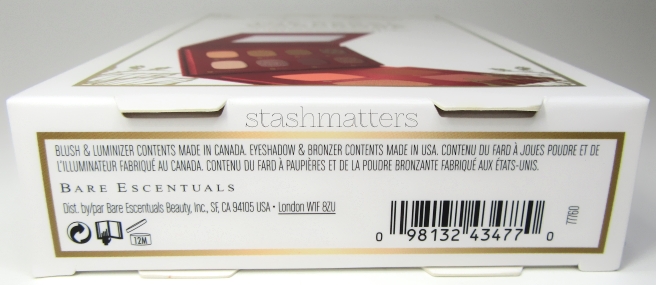 stashmatters
BLUSH & LUMINIZER CONTENTS MADE IN CANADA. EYESHADOW & BRONZER CONTENTS MADE IN USA. CONTENU DU FARD À JOUES POUDRE ET DE
L'ILLUMINATEUR FABRIQUÉ AU CANADA. CONTENU DU FARD À PAUPIÈRES ET DE LA POUDRE BRONZANTE FABRIQUÉ AUX ÉTATS-UNIS.
BARE ESCENTUALS
Dist. by/par Bare Escentuals Beauty, Inc., SF, CA 94105 USA • London W1F 8ZU
12M
0 98132 43477 0
77760